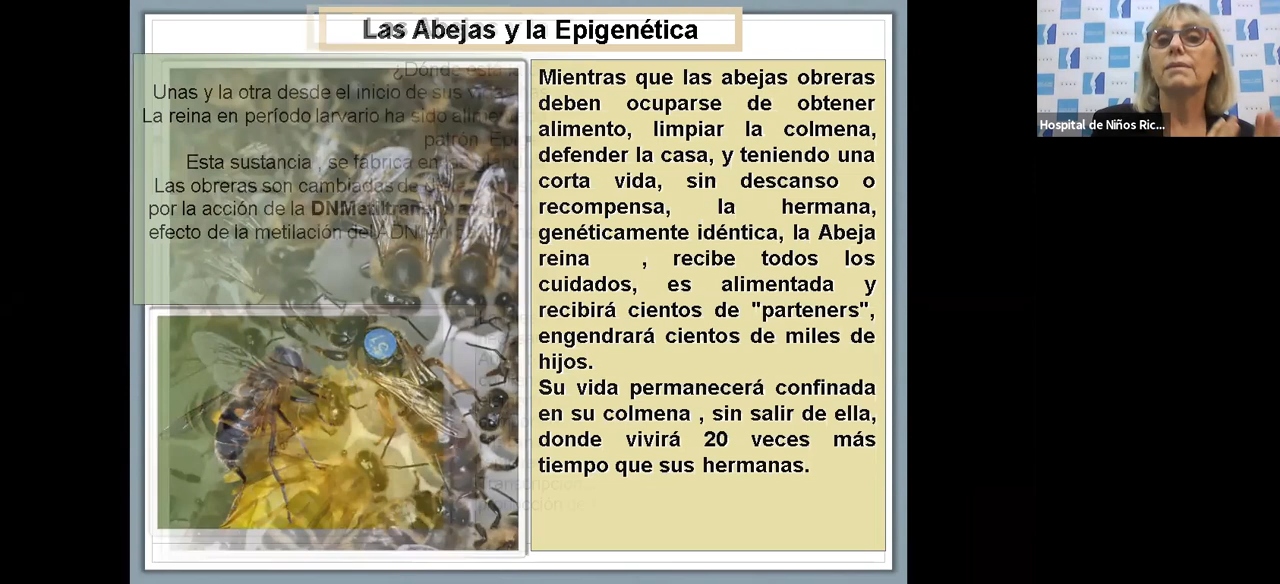 Las Abejas y la Epigenética
¿Dónde está
Unas y la otra desde el inicio de sus
La reina en período larvario ha sido
patrón
Esta sustancia , se fabrica en
Las obreras son cambiadas de
por la acción de la DNMetiltran
efecto de la metilación del ADN
Mientras que las abejas obreras
deben ocuparse de obtener
alimento, limpiar la colmena,
defender la casa, y teniendo una
corta vida, sin descanso o
recompensa, la hermana,
genéticamente idéntica, la Abeja
reina , recibe todos los
cuidados, es alimentada y
recibirá cientos de "parteners",
engendrará cientos de miles de
hijos.
Su vida permanecerá confinada
en su colmena , sin salir de ella,
donde vivirá 20 veces más
tiempo que sus hermanas.
Hospital de Niños Ric...